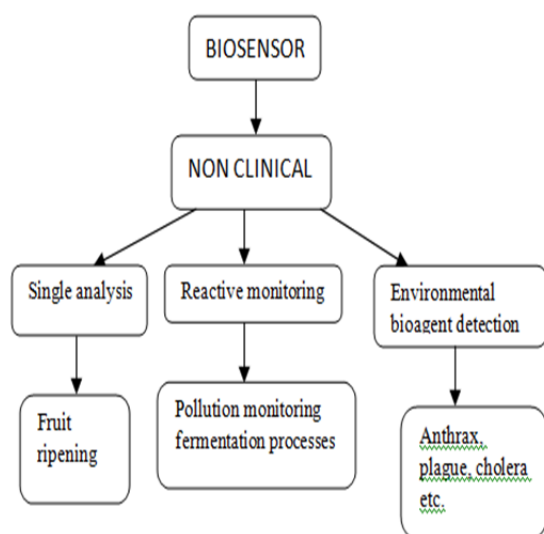 BIOSENSOR
NON CLINICAL
Single analysis
Reactive monitoring
Environmental
bioagent detection
Fruit
ripening
Pollution monitoring
fermentation processes
Anthrax,
plague, cholera
etc.